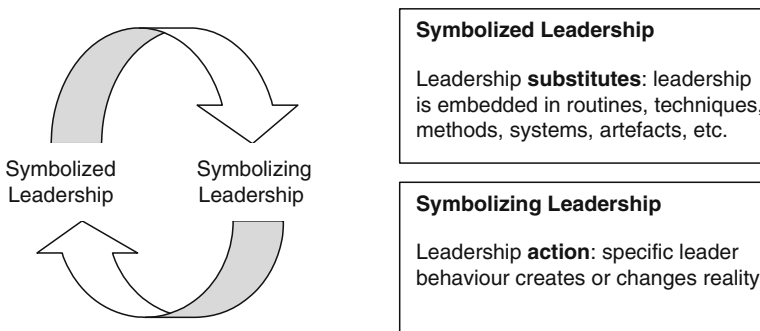 Symbolized
Leadership
Symbolizing
Leadership
Symbolized Leadership
Leadership substitutes: leadership
is embedded in routines, techniques,
methods, systems, artefacts, etc.
Symbolizing Leadership
Leadership action: specific leader
behaviour creates or changes reality